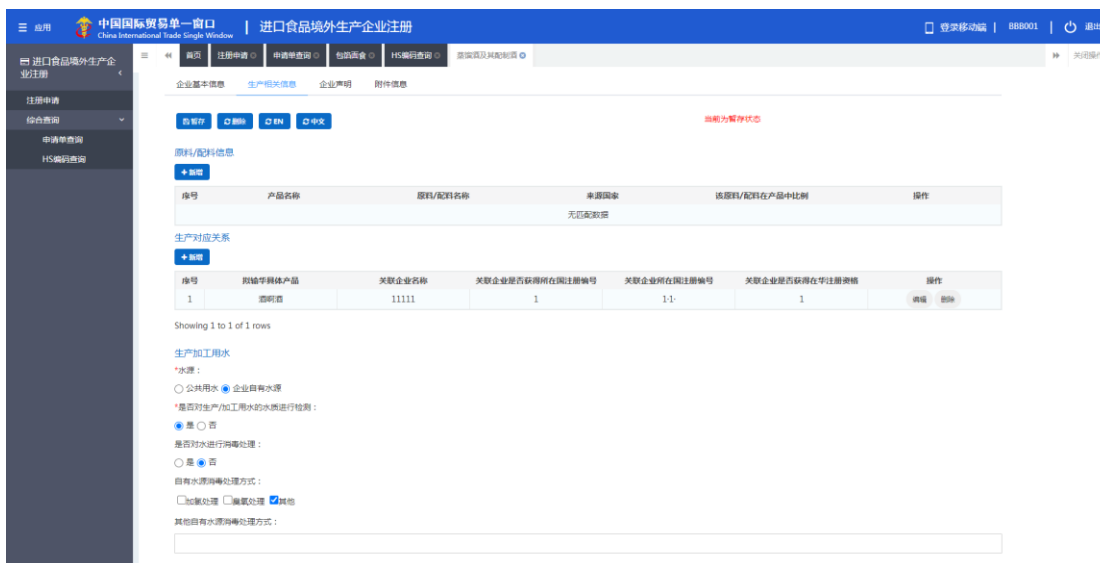 应用 中国国际贸易单一窗口 | 进口食品境外生产企业注册 登录移动端 | BBB001 | 退出
China International Trade Single Window
进口食品境外生产企业注册
首页 注册申请 申请单查询 包馅面食 HS编码查询 蒸馏酒及其配制酒 关闭操作
注册申请
综合查询
申请单查询
HS编码查询
企业基本信息 生产相关信息 企业声明 附件信息
暂存 删除 EN 中文 当前为暂存状态
原料/配料信息
+ 新增
序号 产品名称 原料/配料名称 来源国家 该原料/配料在产品中比例 操作
无匹配数据
生产对应关系
+ 新增
序号 拟输华具体产品 关联企业名称 关联企业是否获得所在国注册编号 关联企业所在国注册编号 关联企业是否获得在华注册资格 操作
1 酒啊酒 11111 1 1·1· 1 编辑 删除
Showing 1 to 1 of 1 rows
生产加工用水
*水源：
公共用水 企业自有水源
*是否对生产/加工用水的水质进行检测：
是 否
是否对水进行消毒处理：
是 否
自有水源消毒处理方式：
加氯处理 臭氧处理 其他
其他自有水源消毒处理方式：